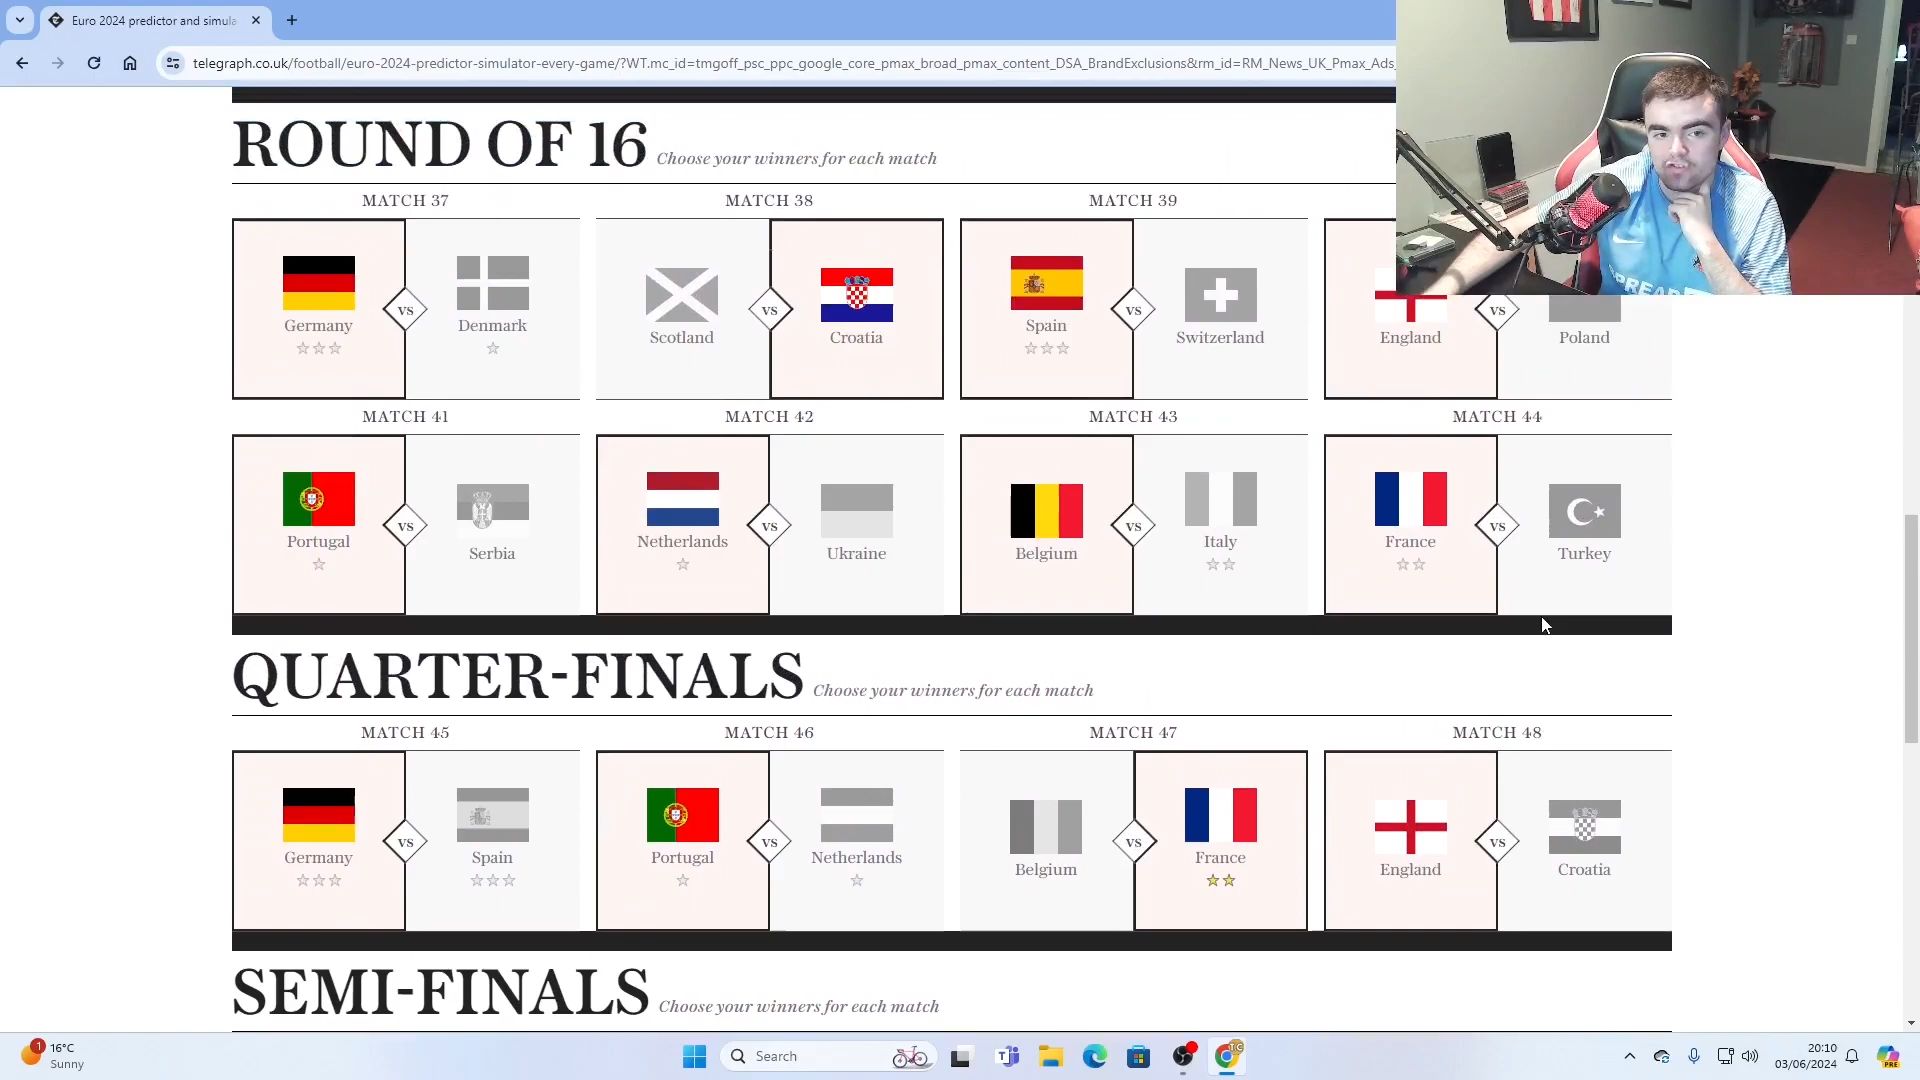 Euro 2024 predictor and simula
telegraph.co.uk/football/euro-2024-predictor-simulator-every-game/?WT.mc_id=tmgoff_psc_ppc_google_core_pmax_broad_pmax_content_DSA_BrandExclusions&rm_id=RM_News_UK_Pmax_Ads_
ROUND OF 16 Choose your winners for each match
MATCH 37 MATCH 38 MATCH 39
Germany vs Denmark
Scotland vs Croatia
Spain vs Switzerland
England vs Poland
MATCH 41 MATCH 42 MATCH 43 MATCH 44
Portugal vs Serbia
Netherlands vs Ukraine
Belgium vs Italy
France vs Turkey
QUARTER-FINALS Choose your winners for each match
MATCH 45 MATCH 46 MATCH 47 MATCH 48
Germany vs Spain
Portugal vs Netherlands
Belgium vs France
England vs Croatia
SEMI-FINALS Choose your winners for each match
1
16°C
Sunny
Search
T.C
20:10
03/06/2024
PRE